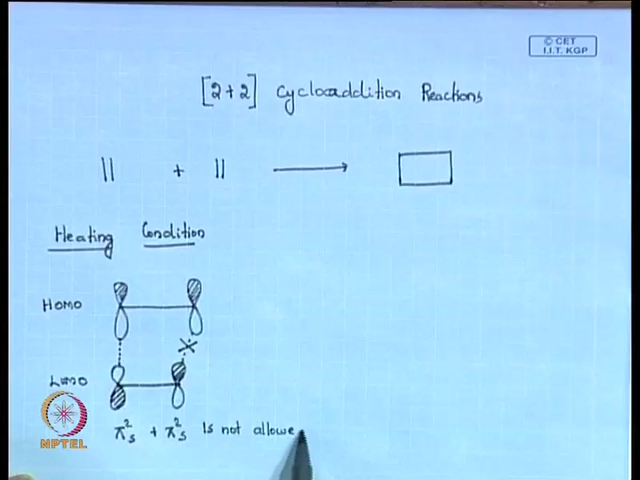 © CET
I.I.T. KGP
[2+2] Cycloaddition Reactions
|| + || ⟶ ▭
Heating Condition
HOMO
LUMO
NPTEL
π²s + π²s Is not allowe